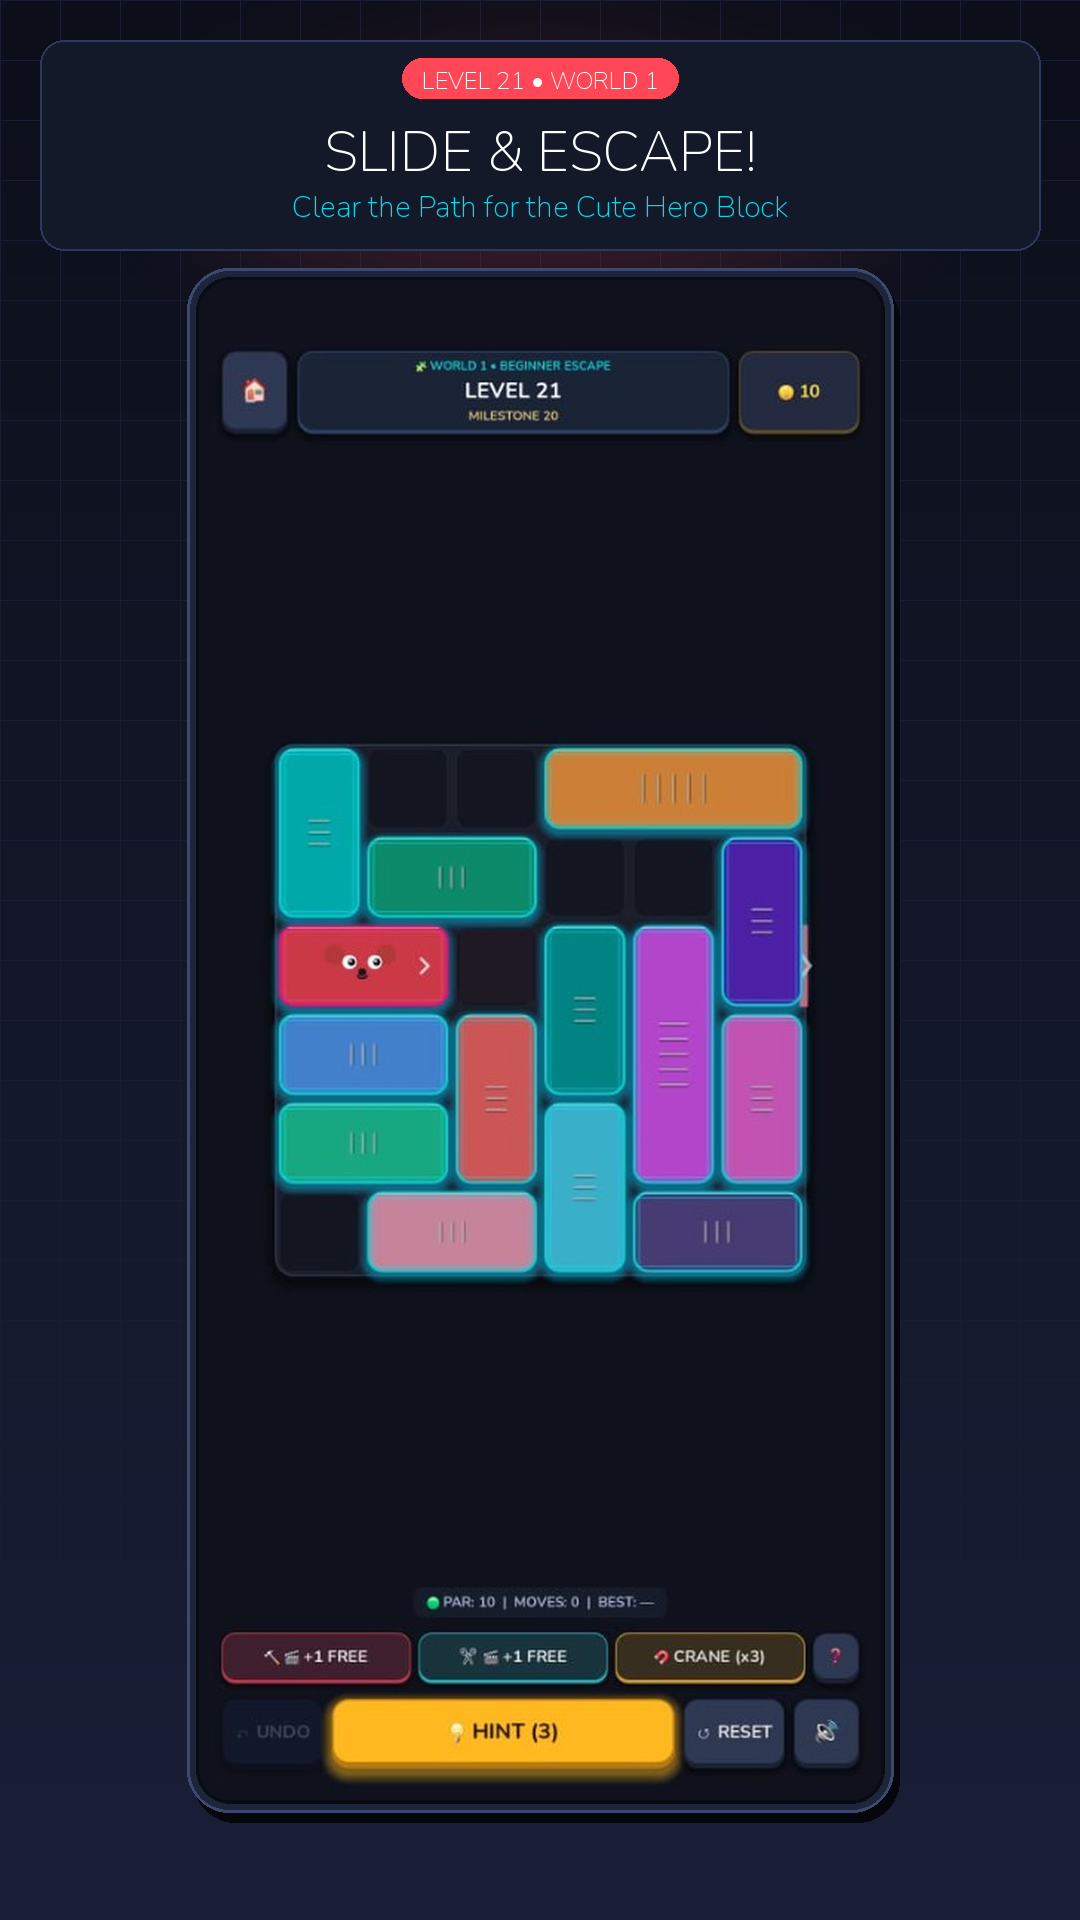 LEVEL 21 • WORLD 1
SLIDE & ESCAPE!
Clear the Path for the Cute Hero Block
WORLD 1 • BEGINNER ESCAPE
LEVEL 21
MILESTONE 20
10
PAR: 10 | MOVES: 0 | BEST: —
+1 FREE
+1 FREE
CRANE (x3)
?
UNDO
HINT (3)
RESET